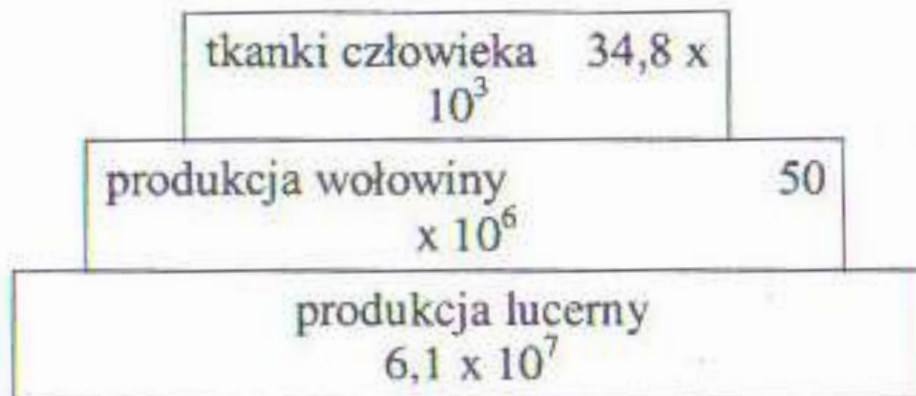 tkanki człowieka 34,8 x
10³
produkcja wołowiny 50
x 10⁶
produkcja lucerny
6,1 x 10⁷